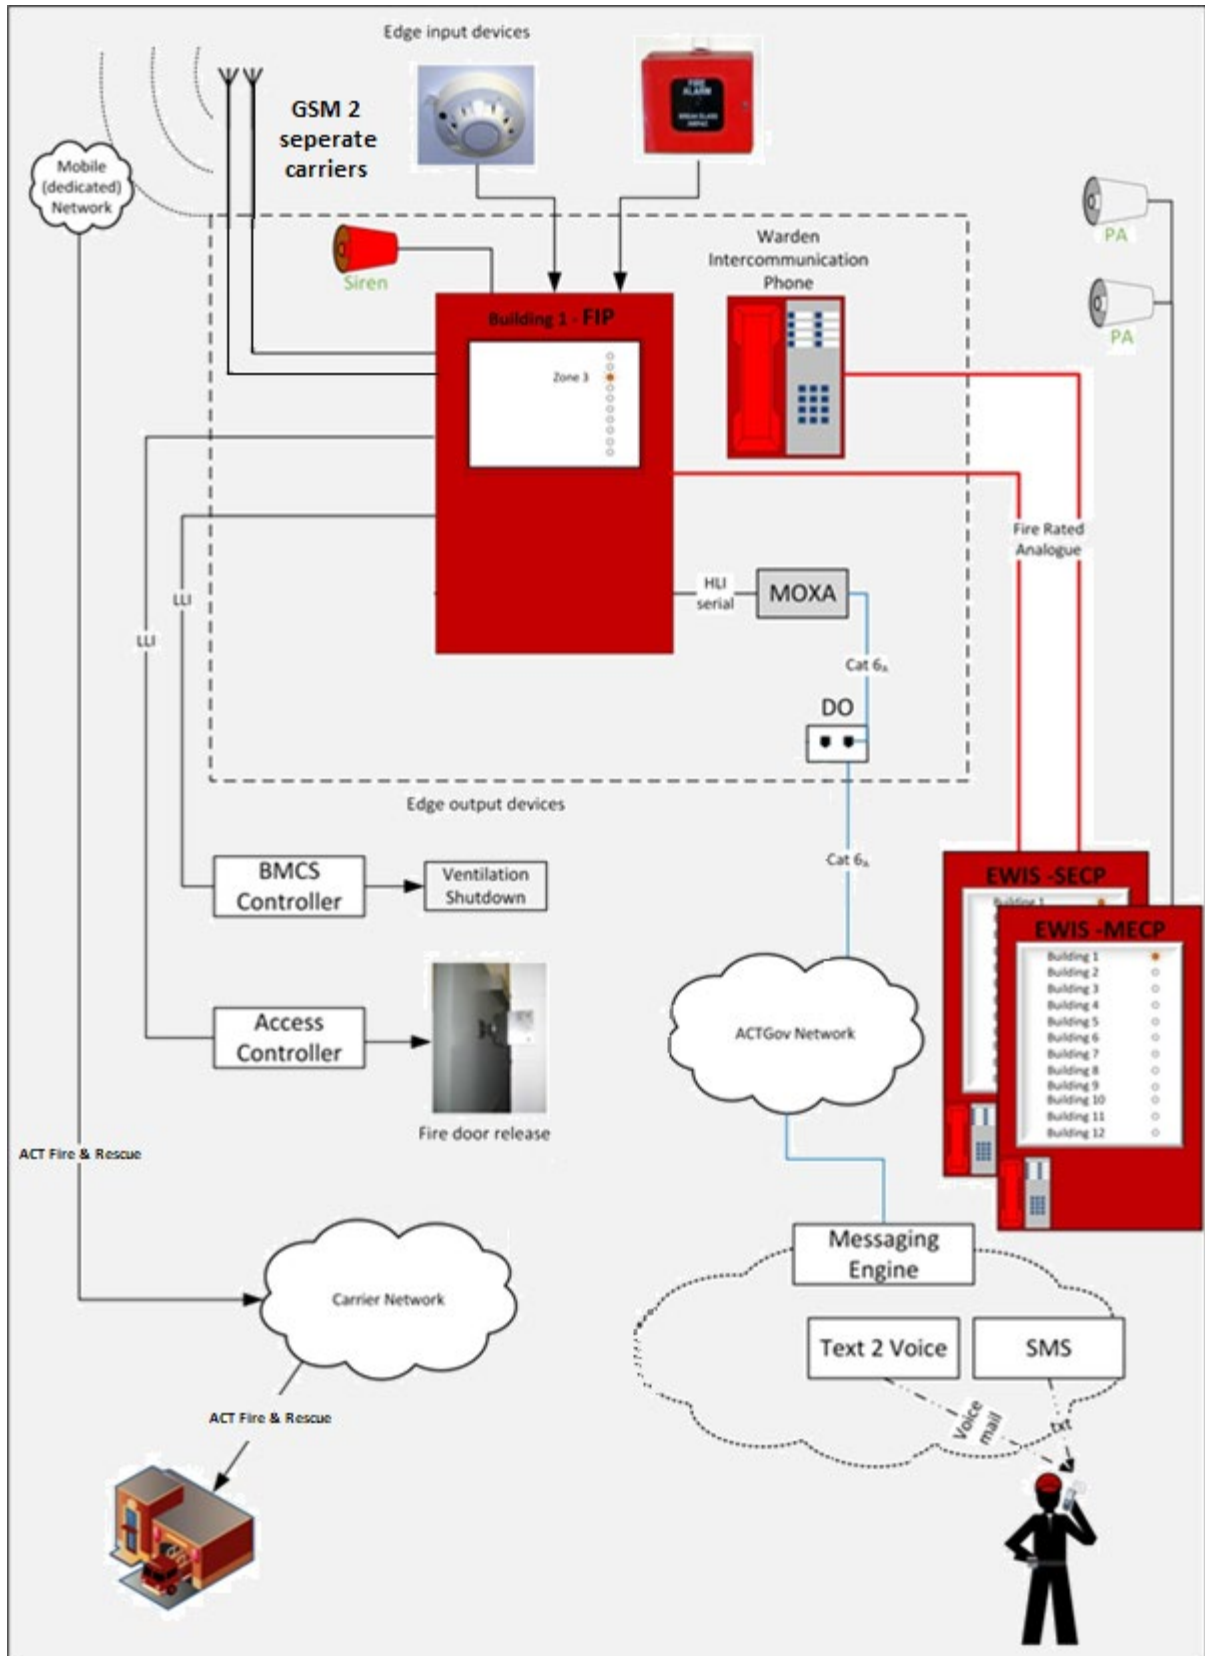 Edge input devices
GSM 2
seperate
carriers
FIRE
ALARM
Mobile
(dedicated)
Network
Siren
Warden
Intercommunication
Phone
PA
PA
Building 1 - FIP
Zone 3
Fire Rated
Analogue
HLI
serial
MOXA
LLI
LLI
Cat 6A
DO
Edge output devices
Cat 6A
BMCS
Controller
Ventilation
Shutdown
EWIS -SECP
Building 1
EWIS -MECP
Building 1
Building 2
Building 3
Building 4
Building 5
Building 6
Building 7
Building 8
Building 9
Building 10
Building 11
Building 12
Access
Controller
Fire door release
ACTGov Network
ACT Fire & Rescue
Messaging
Engine
Carrier Network
Text 2 Voice
SMS
Voice
mail
txt
ACT Fire & Rescue